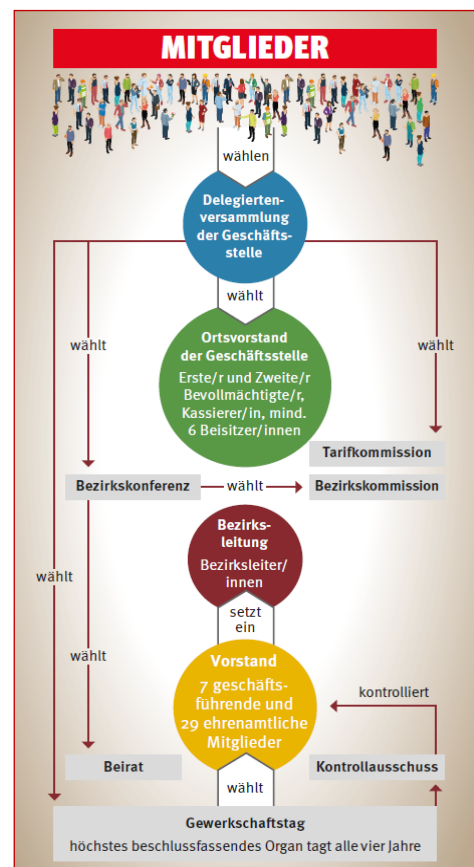 MITGLIEDER
wählen
Delegierten-
versammlung
der Geschäfts-
stelle
wählt
wählt
wählt
Ortsvorstand
der Geschäftsstelle
Erste/r und Zweite/r
Bevollmächtigte/r,
Kassierer/in, mind.
6 Beisitzer/innen
Tarifkommission
Bezirkskonferenz
wählt
Bezirkskommission
Bezirks-
leitung
Bezirksleiter/
innen
wählt
setzt
ein
wählt
Vorstand
7 geschäfts-
führende und
29 ehrenamtliche
Mitglieder
kontrolliert
Beirat
Kontrollausschuss
wählt
Gewerkschaftstag
höchstes beschlussfassendes Organ tagt alle vier Jahre